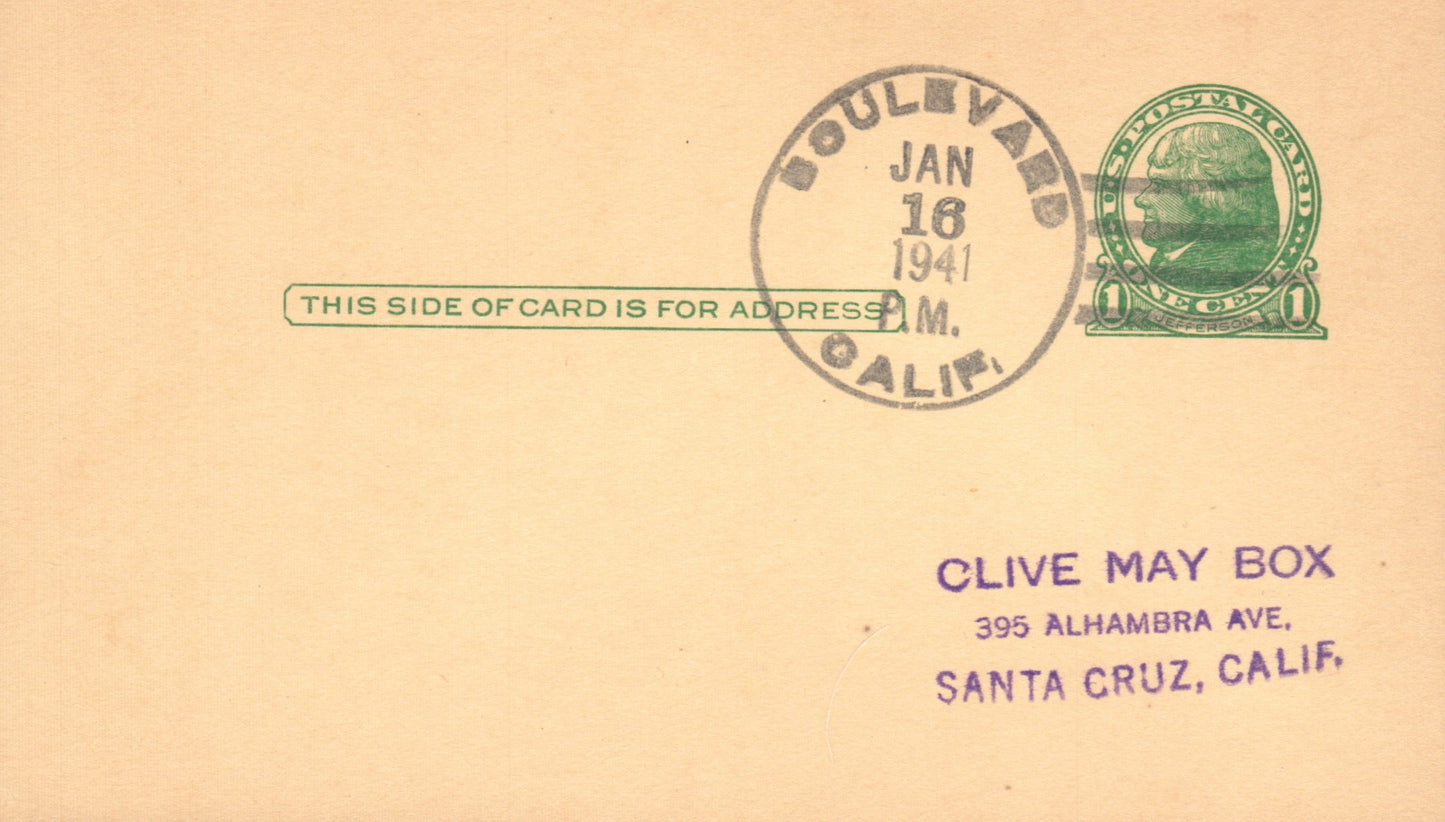 BOULEVARD
JAN
16
1941
P.M.
CALIF.
U.S. POSTAL CARD
1 ONE CENT 1
JEFFERSON
THIS SIDE OF CARD IS FOR ADDRESS
CLIVE MAY BOX
395 ALHAMBRA AVE.
SANTA CRUZ, CALIF.